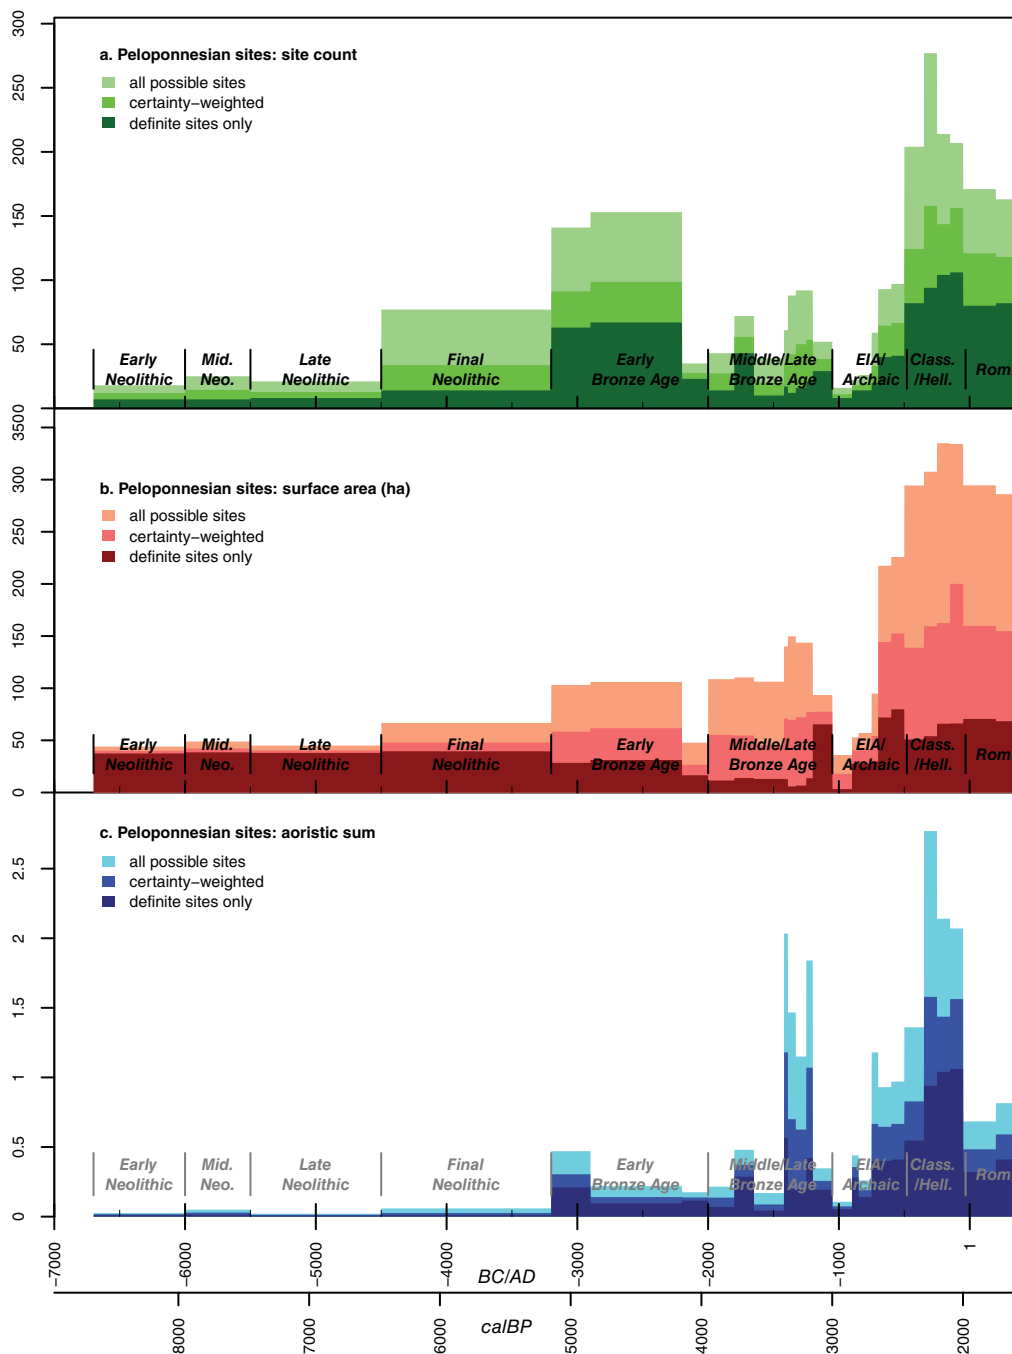 300
250
200
150
100
50
a. Peloponnesian sites: site count
all possible sites
certainty−weighted
definite sites only
Early Neolithic
Mid. Neo.
Late Neolithic
Final Neolithic
Early Bronze Age
Middle/Late Bronze Age
EIA/ Archaic
Class. /Hell.
Rom.
3500
300
250
200
150
100
50
0
b. Peloponnesian sites: surface area (ha)
all possible sites
certainty−weighted
definite sites only
Early Neolithic
Mid. Neo.
Late Neolithic
Final Neolithic
Early Bronze Age
Middle/Late Bronze Age
EIA/ Archaic
Class. /Hell.
Rom.
2.5
2
1.5
1
0.5
0
c. Peloponnesian sites: aoristic sum
all possible sites
certainty−weighted
definite sites only
Early Neolithic
Mid. Neo.
Late Neolithic
Final Neolithic
Early Bronze Age
Middle/Late Bronze Age
EIA/ Archaic
Class. /Hell.
Rom.
−7000
−6000
−5000
−4000
−3000
−2000
−1000
1
BC/AD
8000
7000
6000
5000
4000
3000
2000
calBP